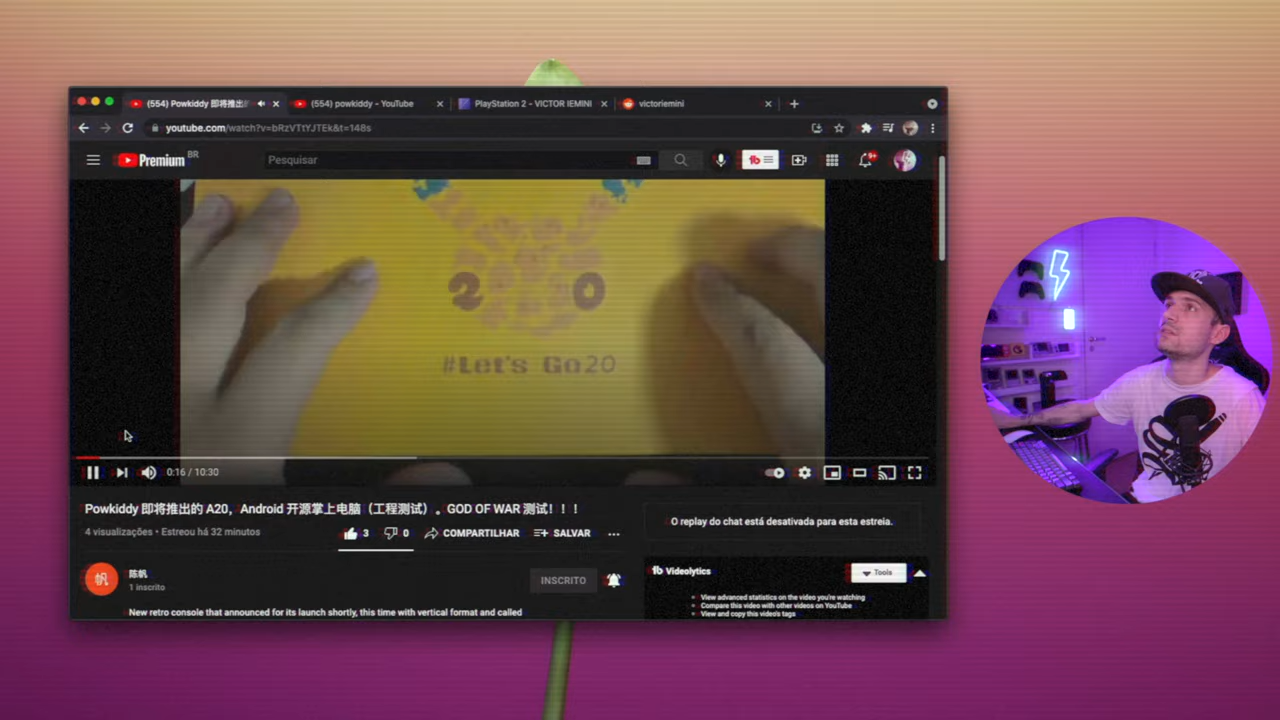 (554) Powkiddy 即将推出的
(554) powkiddy - YouTube
PlayStation 2 - VICTOR IEMINI
victoriemini
youtube.com/watch?v=bRzVTtYJTEk&t=148s
Premium BR
Pesquisar
9+
20
#Let's Go20
0:16 / 10:30
Powkiddy 即将推出的 A20，Android 开源掌上电脑（工程测试）。GOD OF WAR 测试！！！
4 visualizações • Estreou há 32 minutos
3
0
COMPARTILHAR
SALVAR
O replay do chat está desativada para esta estreia.
帆
陈帆
1 inscrito
INSCRITO
Videolytics
Tools
View advanced statistics on the video you're watching
Compare this video with other videos on YouTube
View and copy this video's tags
New retro console that announced for its launch shortly, this time with vertical format and called